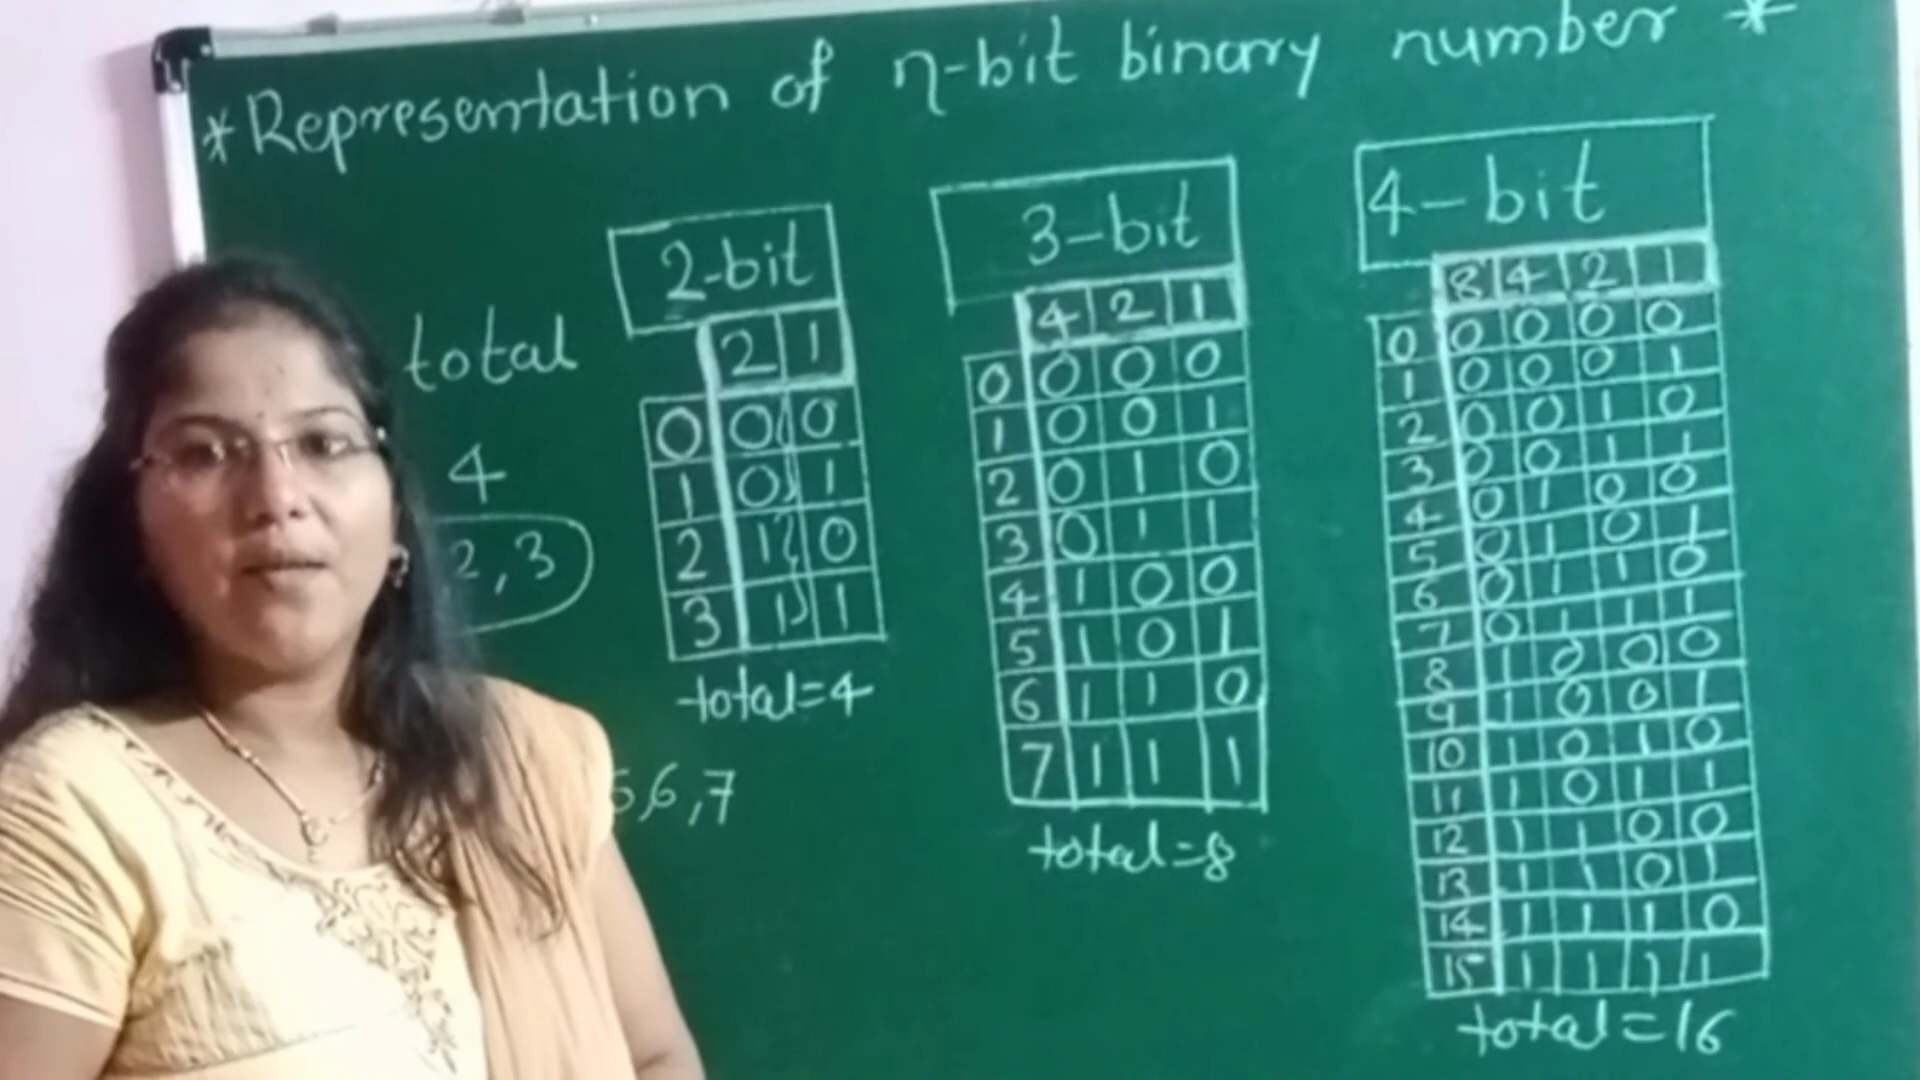 *Representation of n-bit binary number *
total
4
2,3
6,7
2-bit
2 1
0 0 0
1 0 1
2 1 0
3 1 1
total=4
3-bit
4 2 1
0 0 0 0
1 0 0 1
2 0 1 0
3 0 1 1
4 1 0 0
5 1 0 1
6 1 1 0
7 1 1 1
total=8
4-bit
8 4 2 1
0 0 0 0 0
1 0 0 0 1
2 0 0 1 0
3 0 0 1 1
4 0 1 0 0
5 0 1 0 1
6 0 1 1 0
7 0 1 1 1
8 1 0 0 0
9 1 0 0 1
10 1 0 1 0
11 1 0 1 1
12 1 1 0 0
13 1 1 0 1
14 1 1 1 0
15 1 1 1 1
total=16